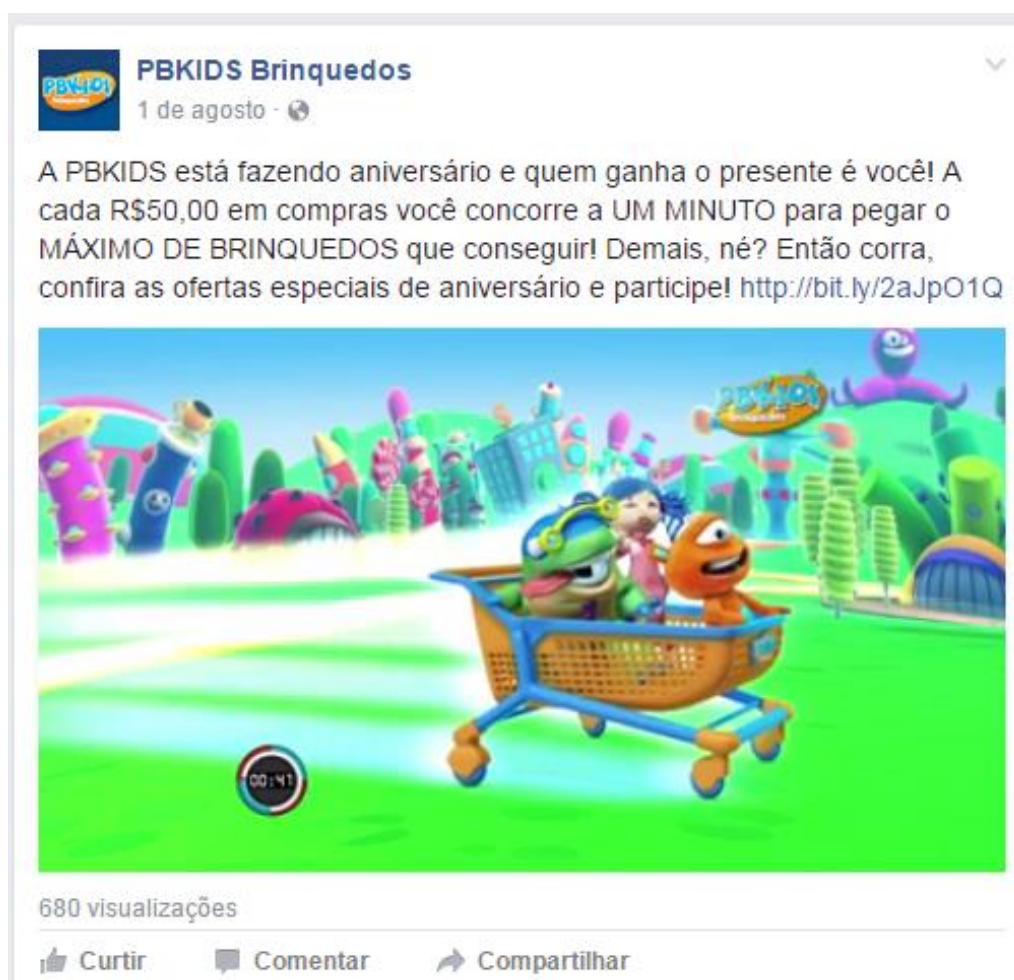 PBKIDS Brinquedos
1 de agosto ·
A PBKIDS está fazendo aniversário e quem ganha o presente é você! A
cada R$50,00 em compras você concorre a UM MINUTO para pegar o
MÁXIMO DE BRINQUEDOS que conseguir! Demais, né? Então corra,
confira as ofertas especiais de aniversário e participe! http://bit.ly/2aJpO1Q
00:47
680 visualizações
Curtir Comentar Compartilhar